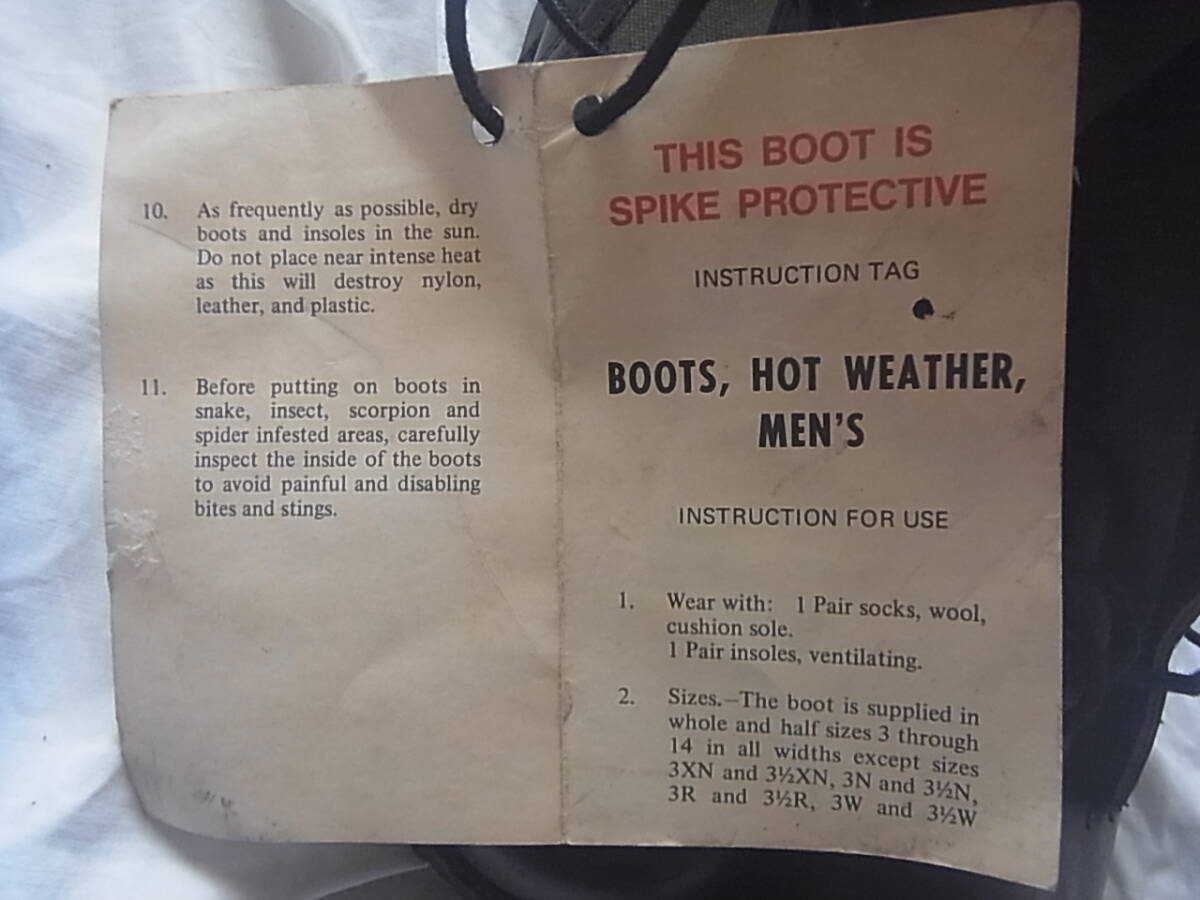 10. As frequently as possible, dry
boots and insoles in the sun.
Do not place near intense heat
as this will destroy nylon,
leather, and plastic.
11. Before putting on boots in
snake, insect, scorpion and
spider infested areas, carefully
inspect the inside of the boots
to avoid painful and disabling
bites and stings.
THIS BOOT IS
SPIKE PROTECTIVE
INSTRUCTION TAG
BOOTS, HOT WEATHER,
MEN'S
INSTRUCTION FOR USE
1. Wear with: 1 Pair socks, wool,
cushion sole.
1 Pair insoles, ventilating.
2. Sizes.—The boot is supplied in
whole and half sizes 3 through
14 in all widths except sizes
3XN and 3½XN, 3N and 3½N,
3R and 3½R, 3W and 3½W